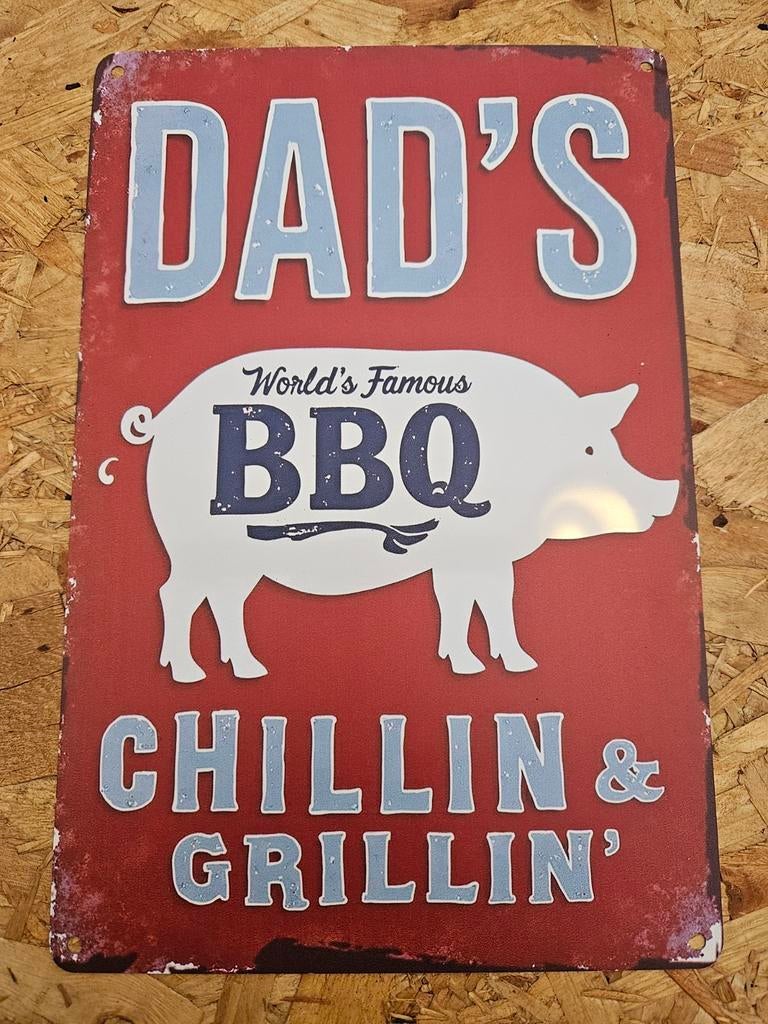 DAD'S
World's Famous
BBQ
CHILLIN &
GRILLIN'